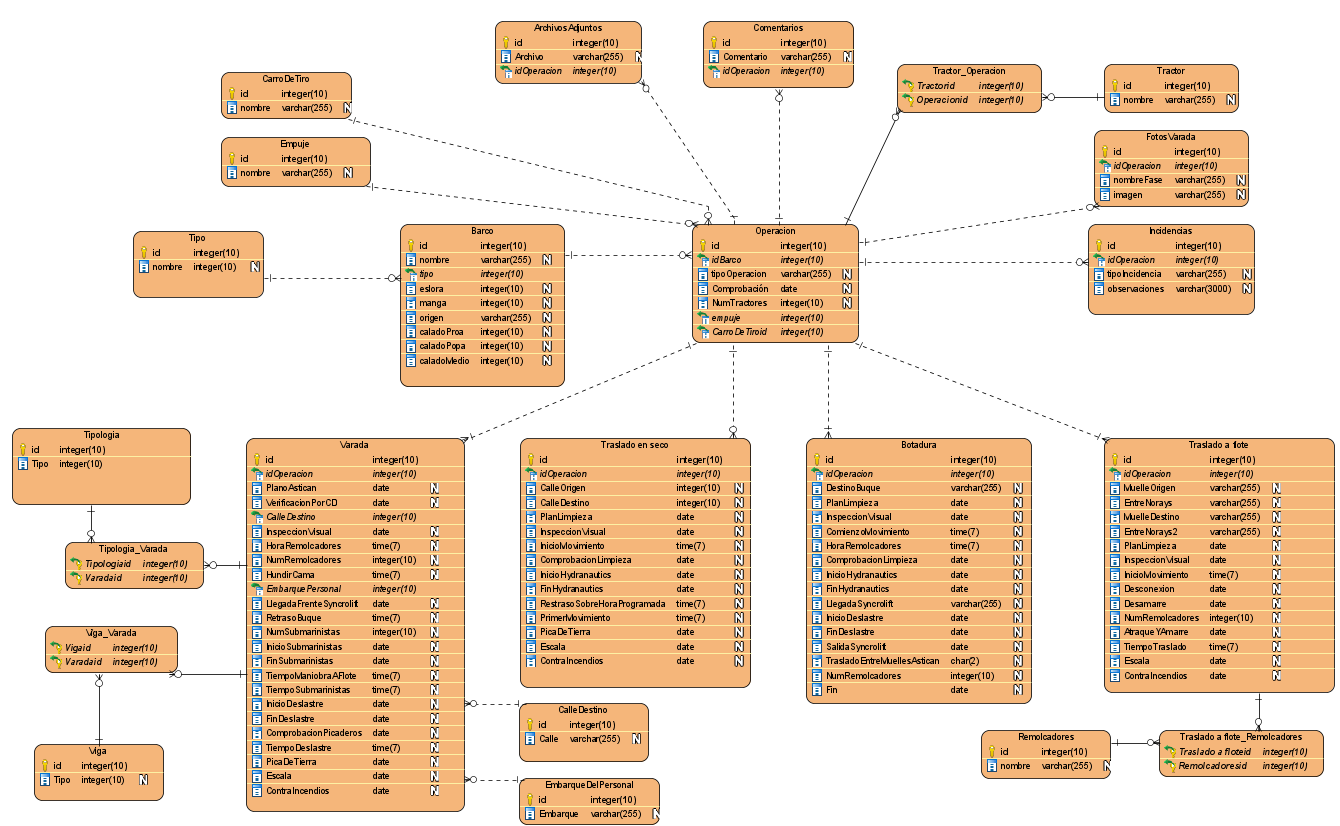 ArchivosAdjuntos
id integer(10)
Archivo varchar(255) N
idOperacion integer(10)
Comentarios
id integer(10)
Comentario varchar(255) N
idOperacion integer(10)
CarroDeTiro
id integer(10)
nombre varchar(255) N
Tractor_Operacion
Tractorid integer(10)
Operacionid integer(10)
Tractor
id integer(10)
nombre varchar(255) N
Empuje
id integer(10)
nombre varchar(255) N
FotosVarada
id integer(10)
idOperacion integer(10)
nombreFase varchar(255) N
imagen varchar(255) N
Tipo
id integer(10)
nombre integer(10) N
Barco
id integer(10)
nombre varchar(255) N
tipo integer(10)
eslora integer(10) N
manga integer(10) N
origen varchar(255) N
caladoProa integer(10) N
caladoPopa integer(10) N
caladoMedio integer(10) N
Operacion
id integer(10)
idBarco integer(10)
tipoOperacion varchar(255) N
Comprobación date N
NumTractores integer(10) N
empuje integer(10)
CarroDeTiroid integer(10)
Incidencias
id integer(10)
idOperacion integer(10)
tipoIncidencia varchar(255) N
observaciones varchar(3000) N
Tipologia
id integer(10)
Tipo integer(10)
Varada
id integer(10)
idOperacion integer(10)
PlanoAstican date N
VerificacionPorCD date N
CalleDestino integer(10)
InspeccionVisual date N
HoraRemolcadores time(7) N
NumRemolcadores integer(10) N
HundirCama time(7) N
EmbarquePersonal integer(10)
LlegadaFrenteSyncrolift date N
RetrasoBuque time(7) N
NumSubmarinistas integer(10) N
InicioSubmarinistas date N
FinSubmarinistas date N
TiempoManiobraAFlote time(7) N
TiempoSubmarinistas time(7) N
InicioDeslastre date N
FinDeslastre date N
ComprobacionPicaderos date N
TiempoDeslastre time(7) N
PicaDeTierra date N
Escala date N
ContraIncendios date N
Traslado en seco
id integer(10)
idOperacion integer(10)
CalleOrigen integer(10) N
CalleDestino integer(10) N
PlanLimpieza date N
InspeccionVisual date N
InicioMovimiento time(7) N
ComprobacionLimpieza date N
InicioHydranautics date N
FinHydranautics date N
RestrasoSobreHoraProgramada time(7) N
PrimerMovimiento time(7) N
PicaDeTierra date N
Escala date N
ContraIncendios date N
Botadura
id integer(10)
idOperacion integer(10)
DestinoBuque varchar(255) N
PlanLimpieza date N
InspeccionVisual date N
ComienzoMovimiento time(7) N
HoraRemolcadores time(7) N
ComprobacionLimpieza date N
InicioHydranautics date N
FinHydranautics date N
LlegadaSyncrolift varchar(255) N
InicioDeslastre date N
FinDeslastre date N
SalidaSyncrolift date N
TrasladoEntreMuellesAstican char(2) N
NumRemolcadores integer(10) N
Fin date N
Traslado a flote
id integer(10)
idOperacion integer(10)
MuelleOrigen varchar(255) N
EntreNorays varchar(255) N
MuelleDestino varchar(255) N
EntreNorays2 varchar(255) N
PlanLimpieza date N
InspeccionVisual date N
InicioMovimiento time(7) N
Desconexion date N
Desamarre date N
NumRemolcadores integer(10) N
AtraqueYAmarre date N
TiempoTraslado time(7) N
Escala date N
ContraIncendios date N
Tipologia_Varada
Tipologiaid integer(10)
Varadaid integer(10)
Viga_Varada
Vigaid integer(10)
Varadaid integer(10)
Viga
id integer(10)
Tipo integer(10) N
CalleDestino
id integer(10)
Calle varchar(255) N
EmbarqueDelPersonal
id integer(10)
Embarque varchar(255) N
Remolcadores
id integer(10)
nombre varchar(255) N
Traslado a flote_Remolcadores
Traslado a floteid integer(10)
Remolcadoresid integer(10)